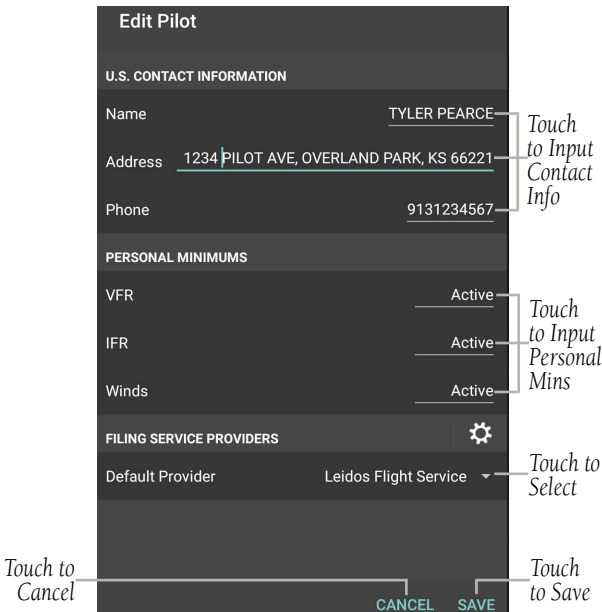 Edit Pilot
U.S. CONTACT INFORMATION
Name
TYLER PEARCE
Address
1234 PILOT AVE, OVERLAND PARK, KS 66221
Phone
9131234567
Touch
to Input
Contact
Info
PERSONAL MINIMUMS
VFR
Active
IFR
Active
Winds
Active
Touch
to Input
Personal
Mins
FILING SERVICE PROVIDERS
Default Provider
Leidos Flight Service
Touch to
Select
Touch to
Cancel
CANCEL
SAVE
Touch
to Save